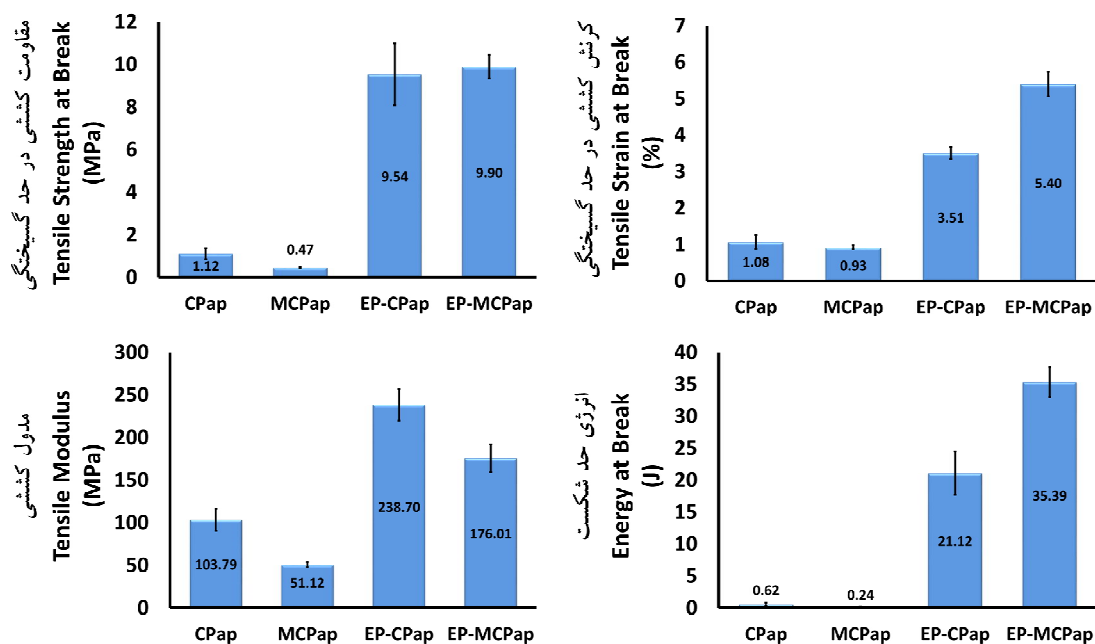 مقاومت کششی در حد گسیختگی
Tensile Strength at Break
(MPa)
12
10
8
6
4
2
0
1.12
0.47
9.54
9.90
CPap
MCPap
EP-CPap
EP-MCPap
کرنش کششی در حد گسیختگی
Tensile Strain at Break
(%)
7
6
5
4
3
2
1
0
1.08
0.93
3.51
5.40
CPap
MCPap
EP-CPap
EP-MCPap
مدول کششی
Tensile Modulus
(MPa)
300
250
200
150
100
50
0
103.79
51.12
238.70
176.01
CPap
MCPap
EP-CPap
EP-MCPap
انرژی حد شکست
Energy at Break
(J)
40
35
30
25
20
15
10
5
0
0.62
0.24
21.12
35.39
CPap
MCPap
EP-CPap
EP-MCPap